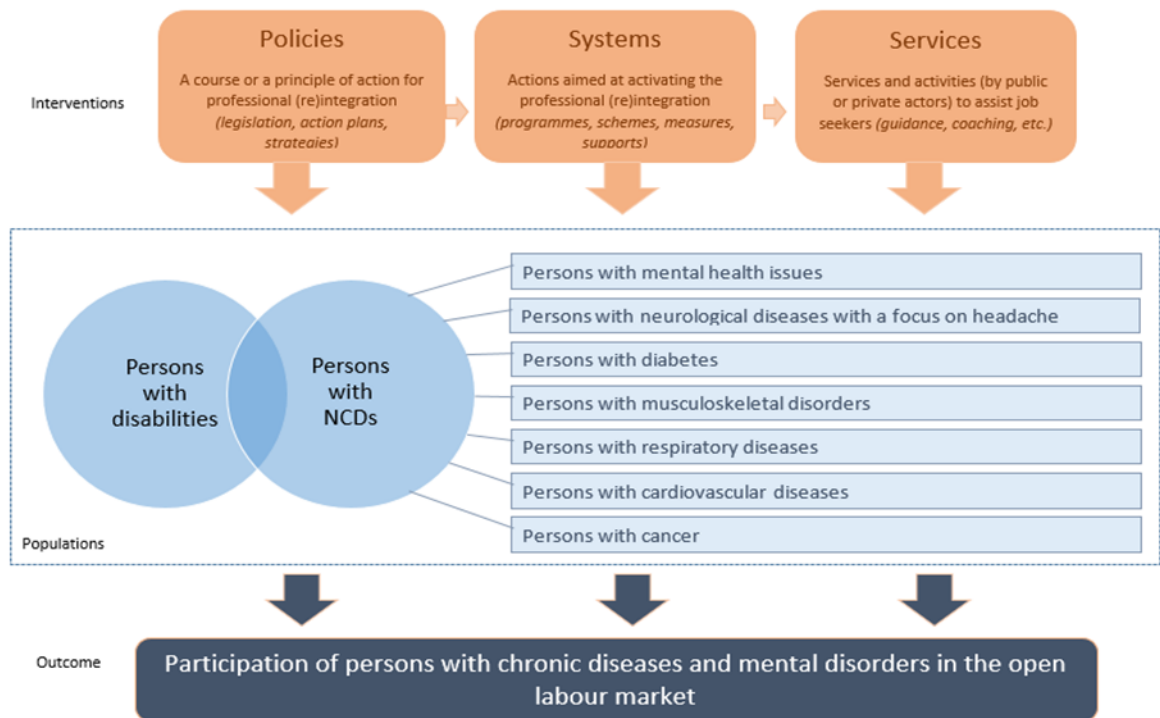 Policies
A course or a principle of action for
professional (re)integration
(legislation, action plans,
strategies)
Systems
Actions aimed at activating the
professional (re)integration
(programmes, schemes, measures,
supports)
Services
Services and activities (by public
or private actors) to assist job
seekers (guidance, coaching, etc.)
Interventions
Persons
with
disabilities
Persons
with
NCDs
Persons with mental health issues
Persons with neurological diseases with a focus on headache
Persons with diabetes
Persons with musculoskeletal disorders
Persons with respiratory diseases
Persons with cardiovascular diseases
Persons with cancer
Populations
Outcome
Participation of persons with chronic diseases and mental disorders in the open
labour market